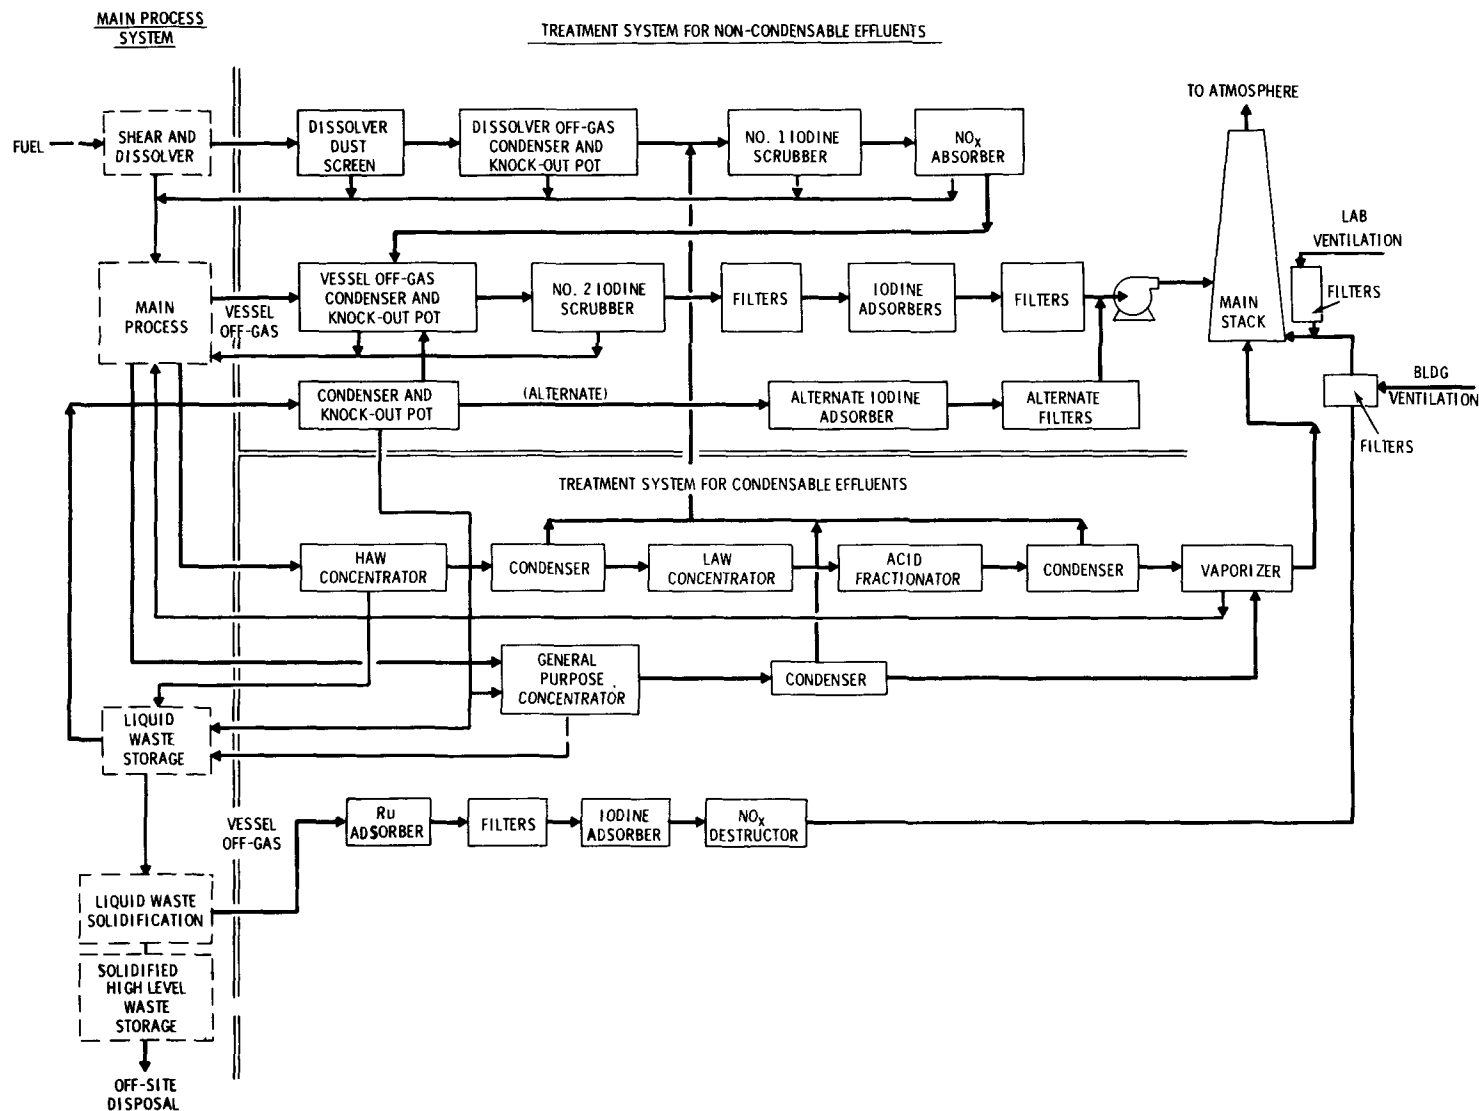 MAIN PROCESS
SYSTEM
TREATMENT SYSTEM FOR NON-CONDENSABLE EFFLUENTS
TO ATMOSPHERE
FUEL
SHEAR AND
DISSOLVER
DISSOLVER
DUST
SCREEN
DISSOLVER OFF-GAS
CONDENSER AND
KNOCK-OUT POT
NO. 1 IODINE
SCRUBBER
NOx
ABSORBER
LAB
VENTILATION
FILTERS
MAIN
PROCESS
VESSEL
OFF-GAS
VESSEL OFF-GAS
CONDENSER AND
KNOCK-OUT POT
NO. 2 IODINE
SCRUBBER
FILTERS
IODINE
ADSORBERS
FILTERS
MAIN
STACK
BLDG
VENTILATION
FILTERS
CONDENSER AND
KNOCK-OUT POT
(ALTERNATE)
ALTERNATE IODINE
ADSORBER
ALTERNATE
FILTERS
TREATMENT SYSTEM FOR CONDENSABLE EFFLUENTS
HAW
CONCENTRATOR
CONDENSER
LAW
CONCENTRATOR
ACID
FRACTIONATOR
CONDENSER
VAPORIZER
GENERAL
PURPOSE
CONCENTRATOR
CONDENSER
LIQUID
WASTE
STORAGE
VESSEL
OFF-GAS
Ru
ADSORBER
FILTERS
IODINE
ADSORBER
NOx
DESTRUCTOR
LIQUID WASTE
SOLIDIFICATION
SOLIDIFIED
HIGH LEVEL
WASTE
STORAGE
OFF-SITE
DISPOSAL